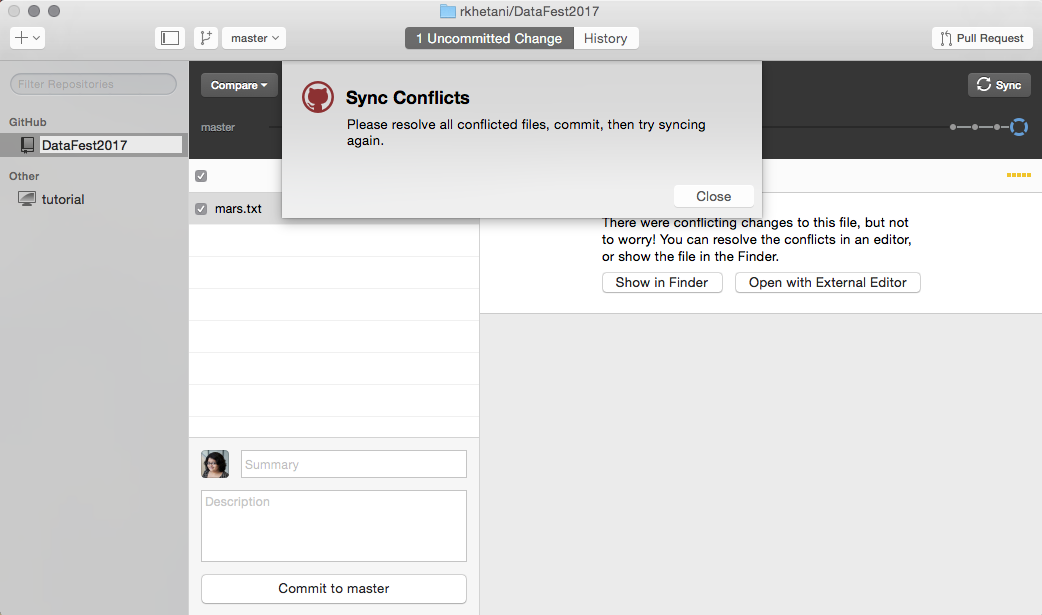 rkhetani/DataFest2017
master
1 Uncommitted Change
History
Pull Request
Filter Repositories
GitHub
DataFest2017
Other
tutorial
Compare
Sync
master
Sync Conflicts
Please resolve all conflicted files, commit, then try syncing
again.
Close
mars.txt
There were conflicting changes to this file, but not
to worry! You can resolve the conflicts in an editor,
or show the file in the Finder.
Show in Finder
Open with External Editor
Summary
Description
Commit to master